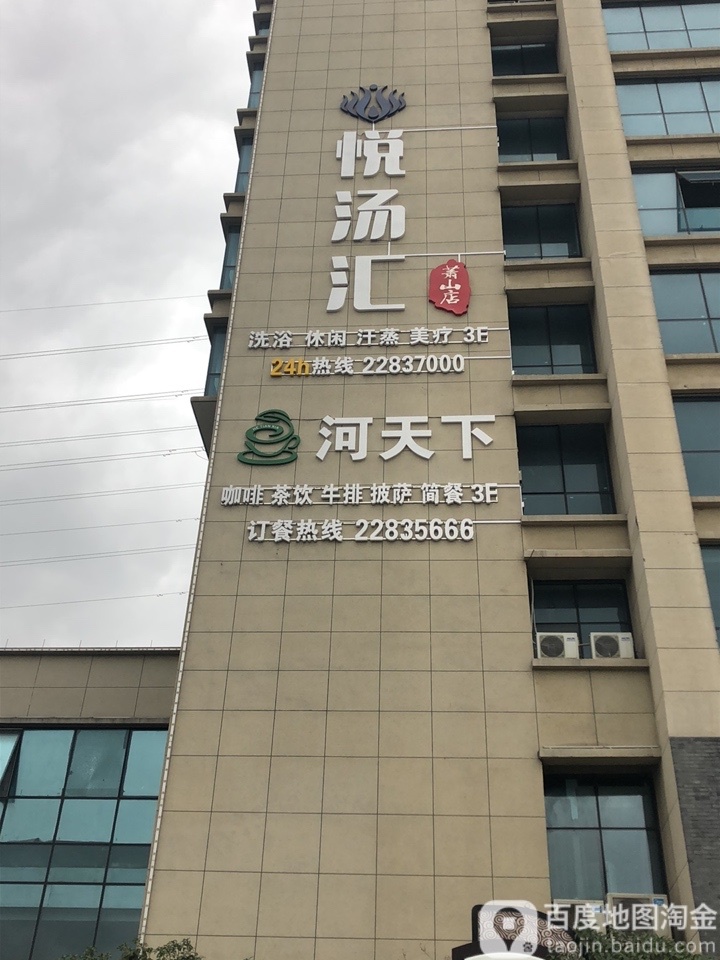 悦汤汇
萧山店
洗浴 休闲 汗蒸 美疗 3F
24h热线 22837000
河天下
咖啡 茶饮 牛排 披萨 简餐 3F
订餐热线 22835666
百度地图淘金
taojin.baidu.com